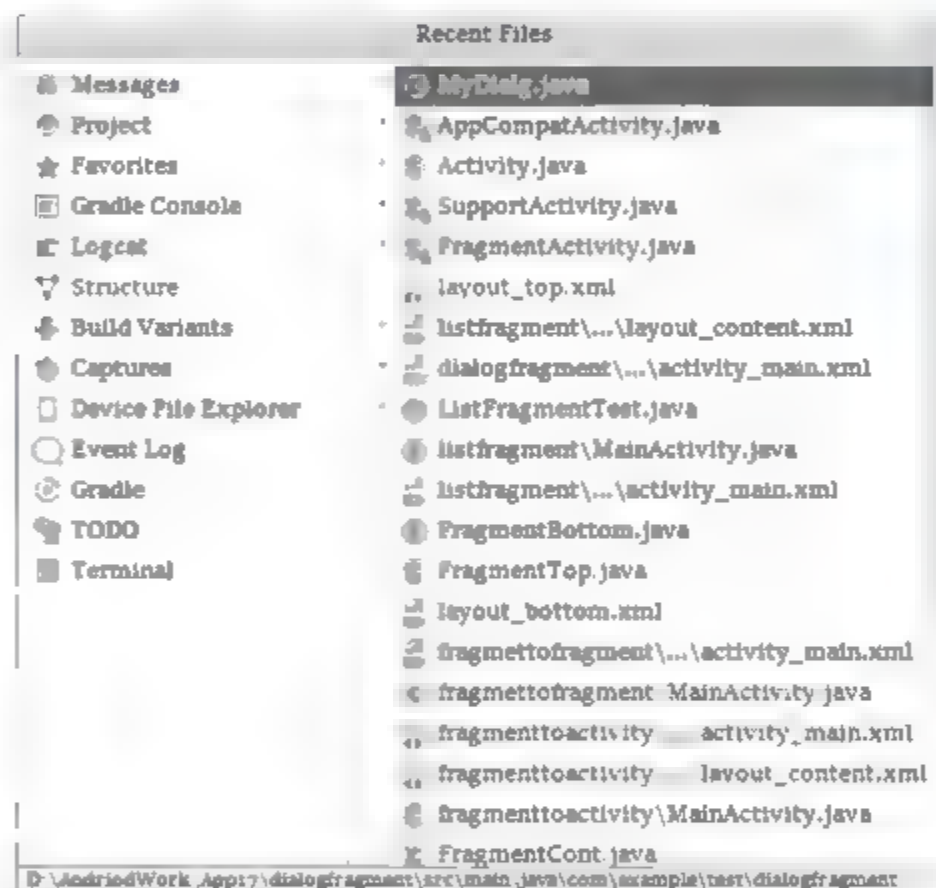 Recent Files
Messages
Project
Favorites
Gradle Console
Logcat
Structure
Build Variants
Captures
Device File Explorer
Event Log
Gradle
TODO
Terminal
MyDialg.java
AppCompatActivity.java
Activity.java
SupportActivity.java
FragmentActivity.java
layout_top.xml
listfragment\...\layout_content.xml
dialogfragment\...\activity_main.xml
ListFragmentTest.java
listfragment\MainActivity.java
listfragment\...\activity_main.xml
FragmentBottom.java
FragmentTop.java
layout_bottom.xml
fragmettofragment\...\activity_main.xml
fragmettofragment MainActivity java
fragmenttoactivity activity_main.xml
fragmenttoactivity layout_content.xml
fragmenttoactivity\MainActivity.java
FragmentCont.java
D:\AndriodWork App17\dialogfragment\src\main java\com\example\test\dialogfragment